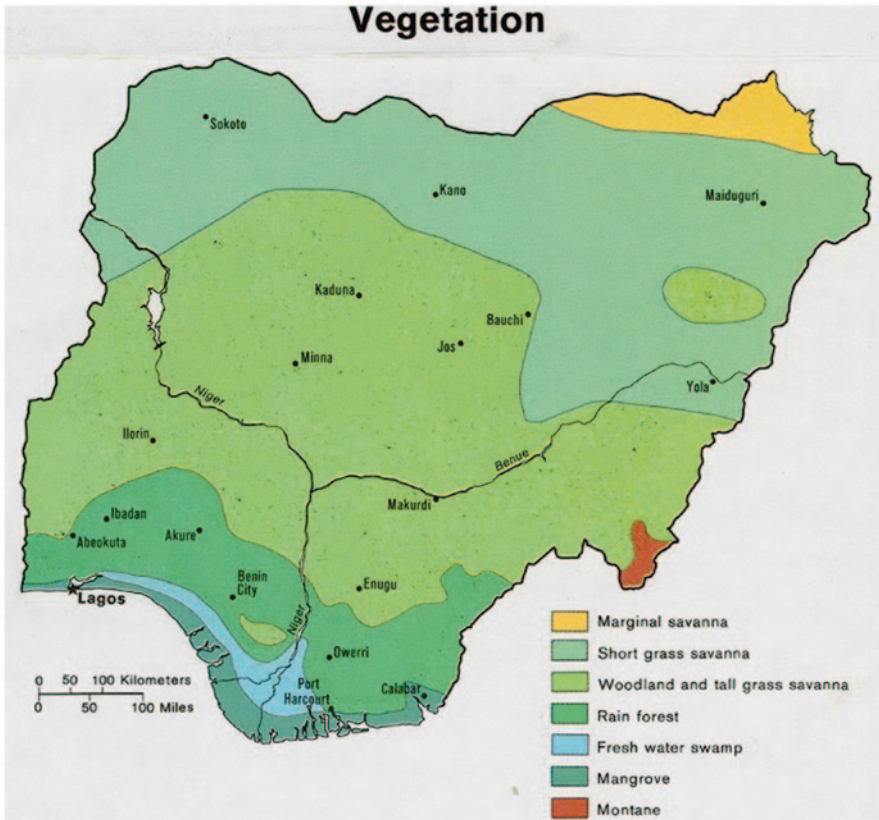 Vegetation
Sokoto
Kano
Maiduguri
Kaduna
Bauchi
Jos
Minna
Yola
Niger
Ilorin
Benue
Makurdi
Ibadan
Akure
Abeokuta
Benin
City
Enugu
Lagos
Niger
Owerri
Port
Harcourt
Calabar
0 50 100 Kilometers
0 50 100 Miles
Marginal savanna
Short grass savanna
Woodland and tall grass savanna
Rain forest
Fresh water swamp
Mangrove
Montane